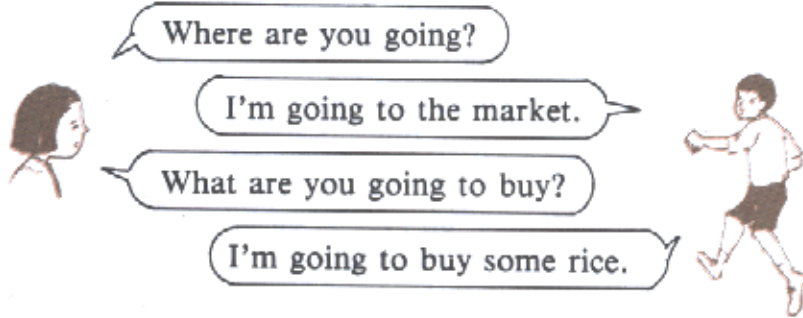 Where are you going?
I'm going to the market.
What are you going to buy?
I'm going to buy some rice.